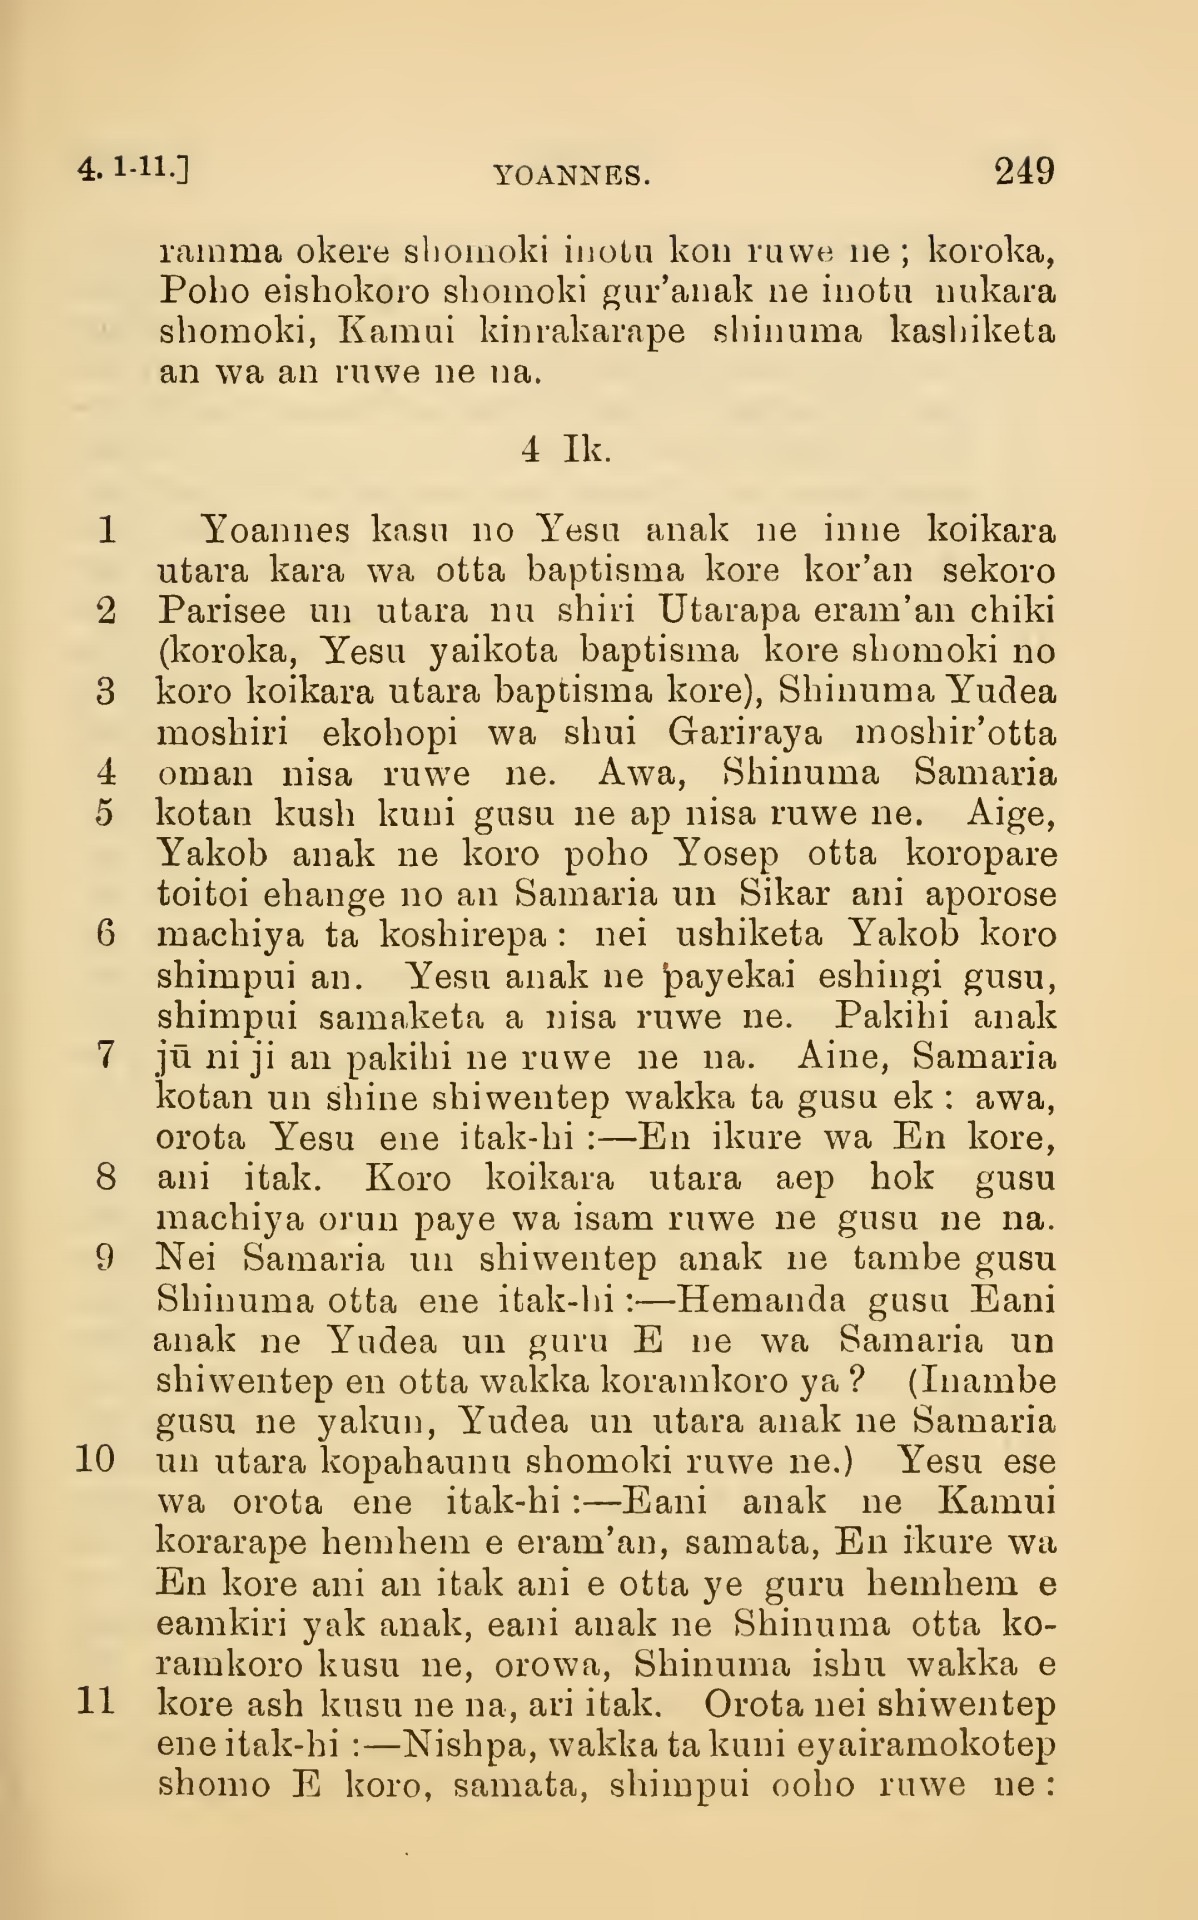 4. 1-11.] YOANNES. 249
ramma okere shomoki inotu kon ruwe ne; koroka,
Poho eishokoro shomoki gur'anak ne inotu nukara
shomoki, Kamui kinrakarape shinuma kashiketa
an wa an ruwe ne na.
4 Ik.
1 Yoannes kasu no Yesu anak ne inne koikara
utara kara wa otta baptisma kore kor'an sekoro
2 Parisee un utara nu shiri Utarapa eram'an chiki
(koroka, Yesu yaikota baptisma kore shomoki no
3 koro koikara utara baptisma kore), Shinuma Yudea
moshiri ekohopi wa shui Gariraya moshir'otta
4 oman nisa ruwe ne. Awa, Shinuma Samaria
5 kotan kush kuni gusu ne ap nisa ruwe ne. Aige,
Yakob anak ne koro poho Yosep otta koropare
toitoi ehange no an Samaria un Sikar ani aporose
6 machiya ta koshirepa: nei ushiketa Yakob koro
shimpui an. Yesu anak ne payekai eshingi gusu,
shimpui samaketa a nisa ruwe ne. Pakihi anak
7 jū ni ji an pakihi ne ruwe ne na. Aine, Samaria
kotan un shine shiwentep wakka ta gusu ek: awa,
orota Yesu ene itak-hi:—En ikure wa En kore,
8 ani itak. Koro koikara utara aep hok gusu
machiya orun paye wa isam ruwe ne gusu ne na.
9 Nei Samaria un shiwentep anak ne tambe gusu
Shinuma otta ene itak-hi:—Hemanda gusu Eani
anak ne Yudea un guru E ne wa Samaria un
shiwentep en otta wakka koramkoro ya? (Inambe
gusu ne yakun, Yudea un utara anak ne Samaria
10 un utara kopahaunu shomoki ruwe ne.) Yesu ese
wa orota ene itak-hi:—Eani anak ne Kamui
korarape hemhem e eram'an, samata, En ikure wa
En kore ani an itak ani e otta ye guru hemhem e
eamkiri yak anak, eani anak ne Shinuma otta ko-
ramkoro kusu ne, orowa, Shinuma ishu wakka e
11 kore ash kusu ne na, ari itak. Orota nei shiwentep
ene itak-hi:—Nishpa, wakka ta kuni eyairamokotep
shomo E koro, samata, shimpui ooho ruwe ne: